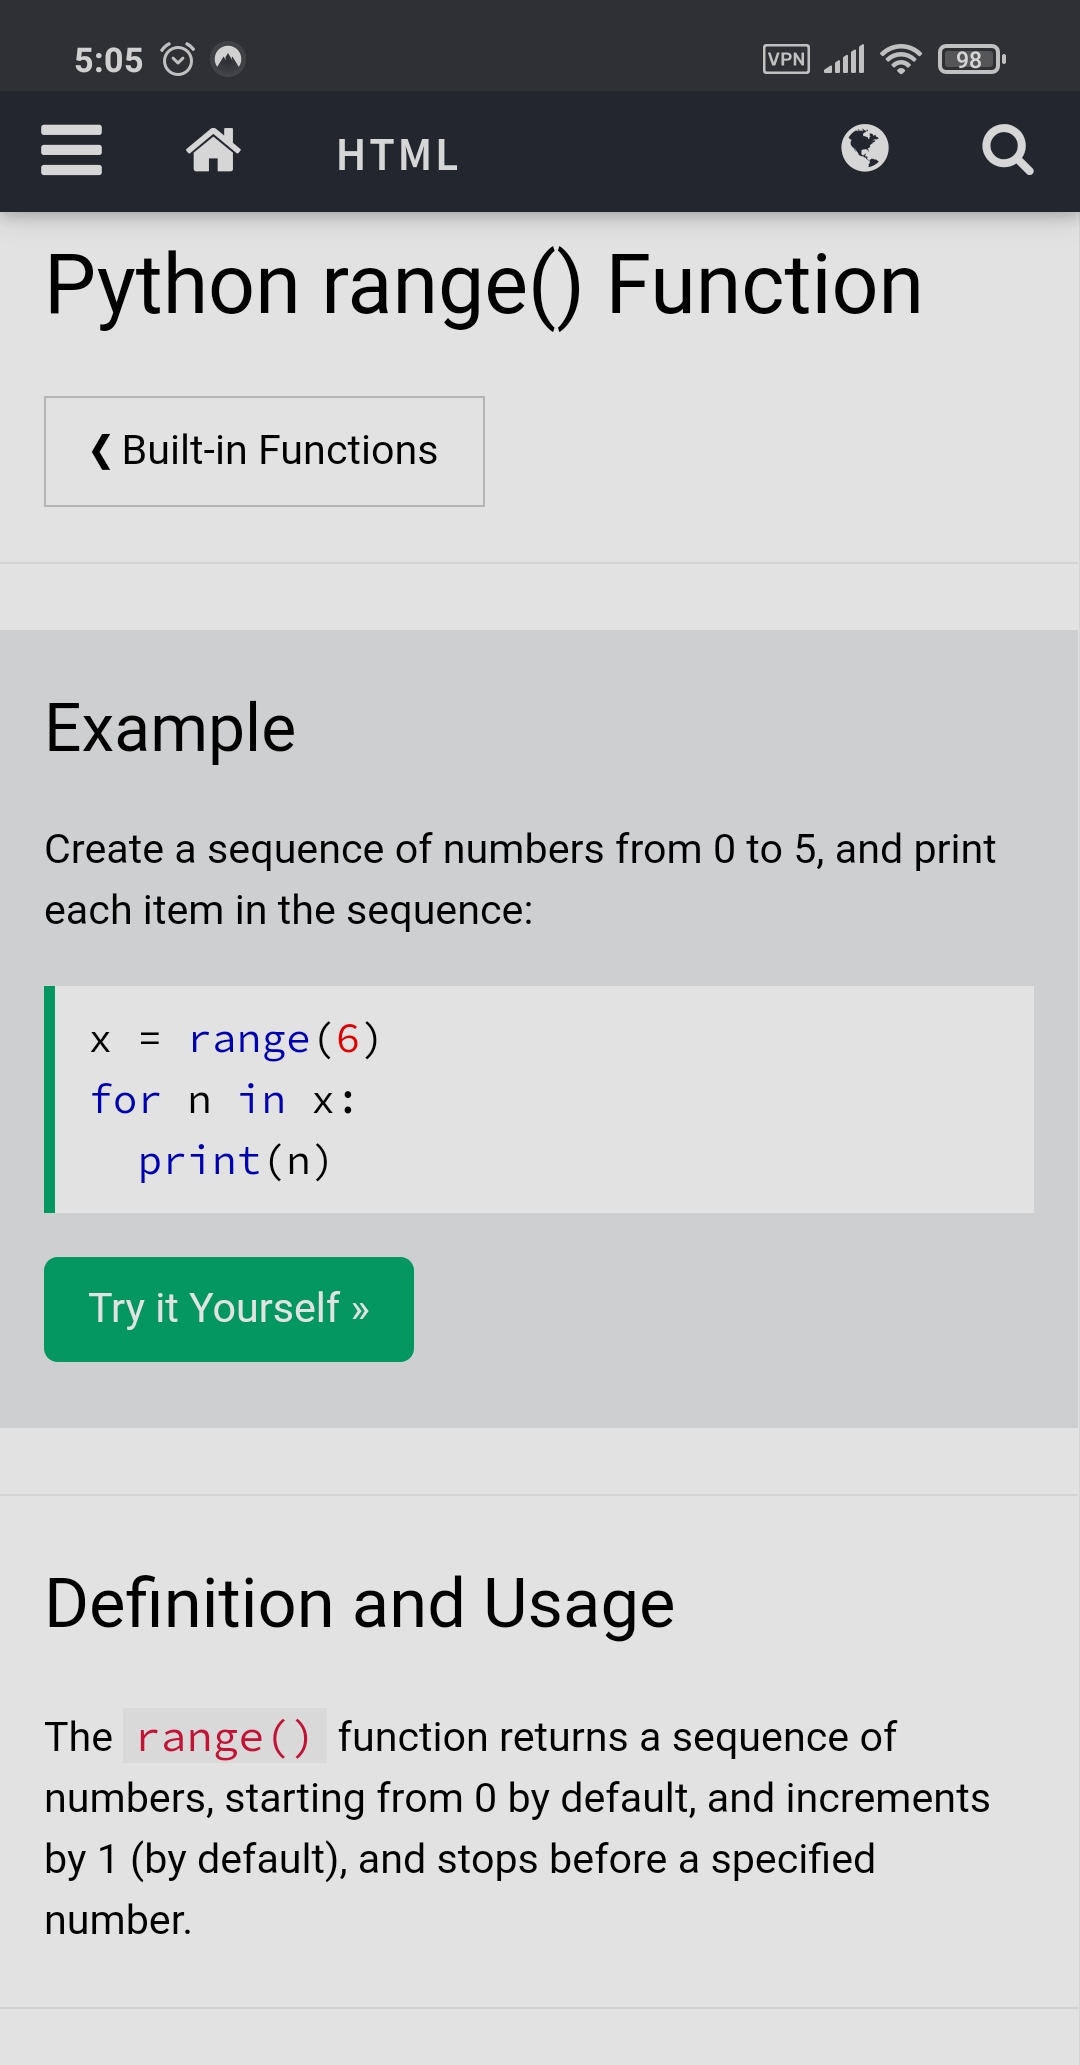 5:05 VPN 98
HTML
Python range() Function
❮ Built-in Functions
Example
Create a sequence of numbers from 0 to 5, and print
each item in the sequence:
x = range(6)
for n in x:
  print(n)
Try it Yourself »
Definition and Usage
The range() function returns a sequence of
numbers, starting from 0 by default, and increments
by 1 (by default), and stops before a specified
number.